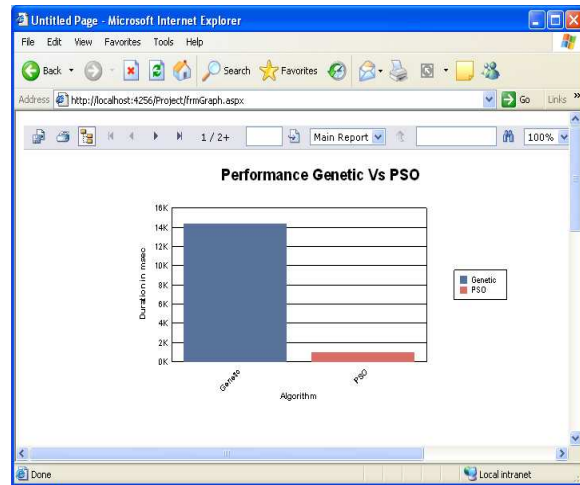 Untitled Page - Microsoft Internet Explorer
File Edit View Favorites Tools Help
Back Search Favorites
Address http://localhost:4256/Project/frmGraph.aspx Go Links »
1 / 2+ Main Report 100%
Performance Genetic Vs PSO
16K
14K
12K
10K
8K
6K
4K
2K
0K
Duration in msec
Genetic
PSO
Algorithm
Genetic
PSO
Done Local intranet